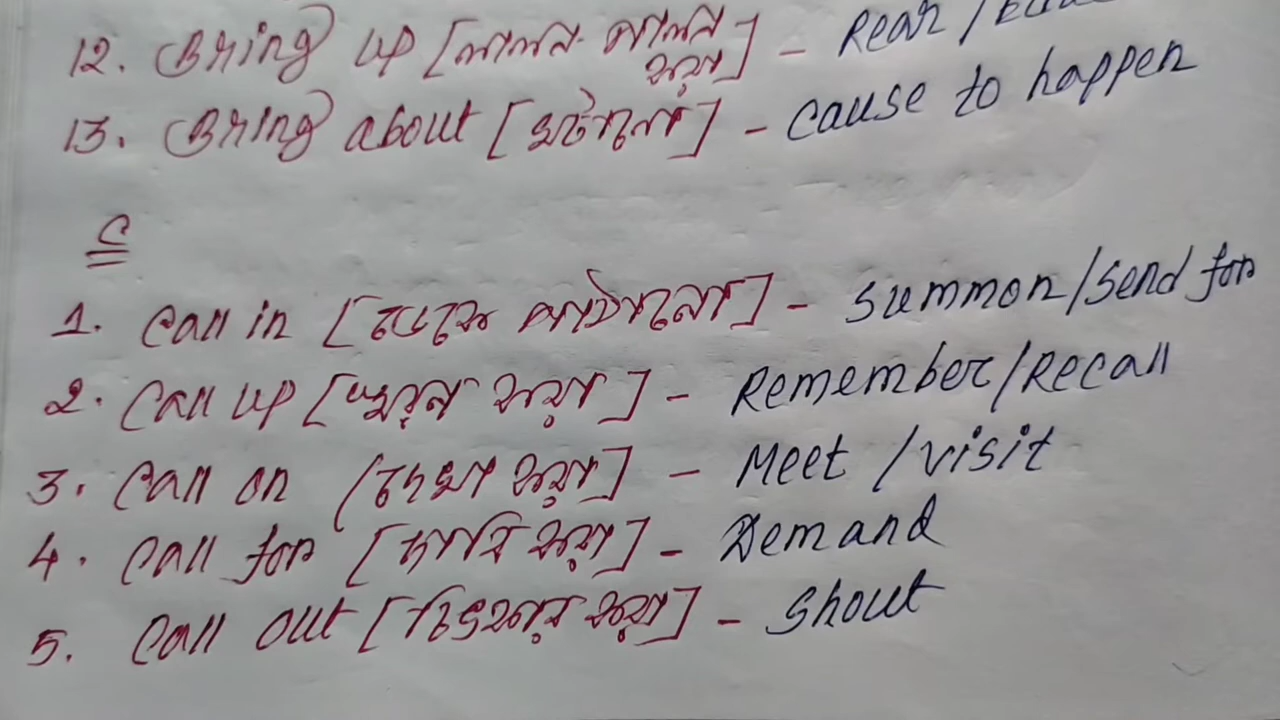 12. Bring up [লালন পালন করা] - Rear /
13. Bring about [ঘটানো] - cause to happen
C
1. Call in [ডেকে পাঠানো] - Summon/Send for
2. Call up [স্মরণ করা] - Remember/Recall
3. Call on [দেখা করা] - Meet /visit
4. Call for [দাবি করা] - Demand
5. Call out [চিৎকার করা] - Shout